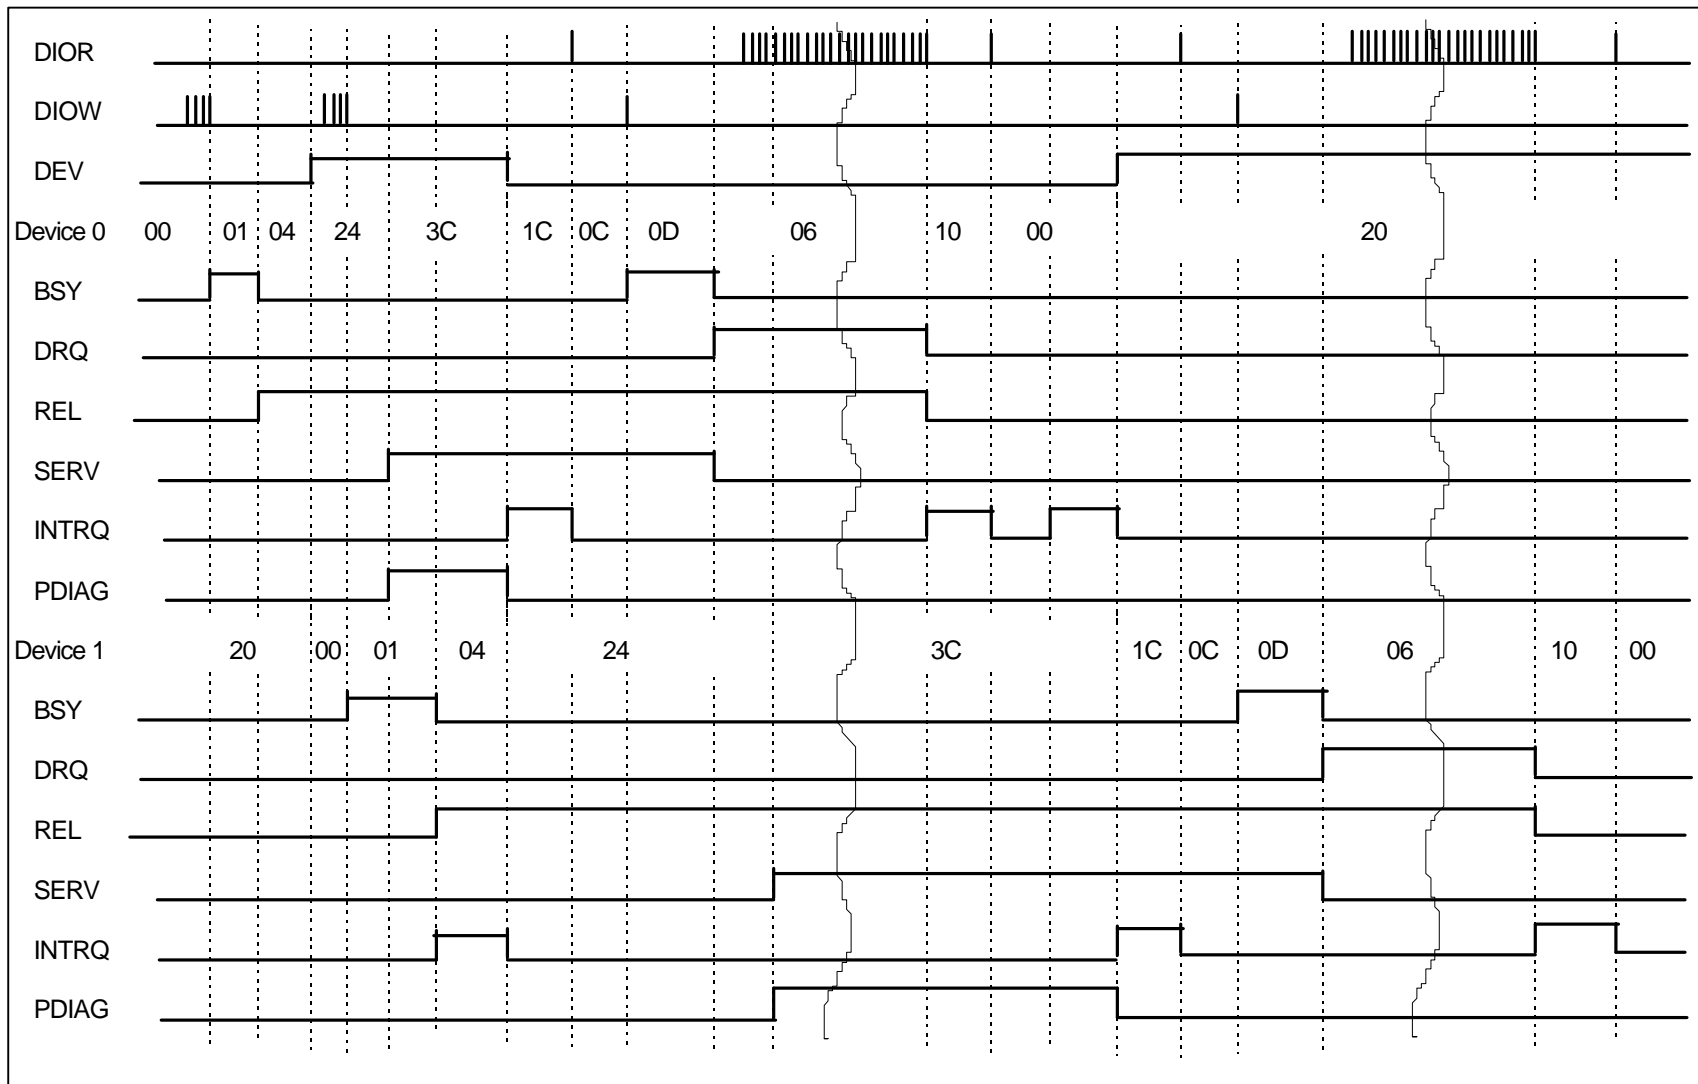 DIOR
DIOW
DEV
Device 0 00 01 04 24 3C 1C 0C 0D 06 10 00 20
BSY
DRQ
REL
SERV
INTRQ
PDIAG
Device 1 20 00 01 04 24 3C 1C 0C 0D 06 10 00
BSY
DRQ
REL
SERV
INTRQ
PDIAG